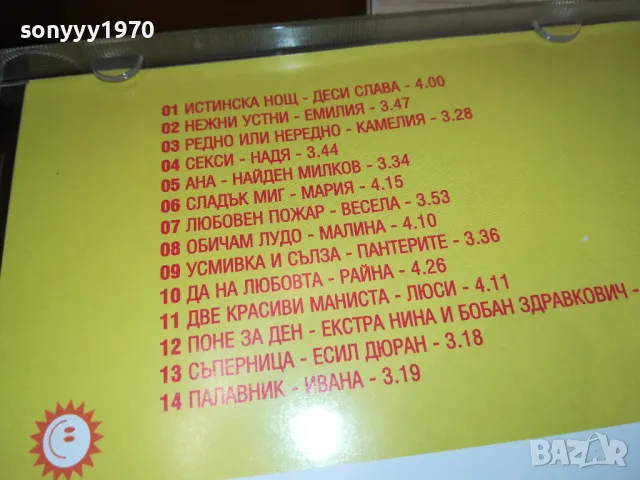 sonyyy1970
01 ИСТИНСКА НОЩ - ДЕСИ СЛАВА - 4.00
02 НЕЖНИ УСТНИ - ЕМИЛИЯ - 3.47
03 РЕДНО ИЛИ НЕРЕДНО - КАМЕЛИЯ - 3.28
04 СЕКСИ - НАДЯ - 3.44
05 АНА - НАЙДЕН МИЛКОВ - 3.34
06 СЛАДЪК МИГ - МАРИЯ - 4.15
07 ЛЮБОВЕН ПОЖАР - ВЕСЕЛА - 3.53
08 ОБИЧАМ ЛУДО - МАЛИНА - 4.10
09 УСМИВКА И СЪЛЗА - ПАНТЕРИТЕ - 3.36
10 ДА НА ЛЮБОВТА - РАЙНА - 4.26
11 ДВЕ КРАСИВИ МАНИСТА - ЛЮСИ - 4.11
12 ПОНЕ ЗА ДЕН - ЕКСТРА НИНА И БОБАН ЗДРАВКОВИЧ -
13 СЪПЕРНИЦА - ЕСИЛ ДЮРАН - 3.18
14 ПАЛАВНИК - ИВАНА - 3.19
BAZAR